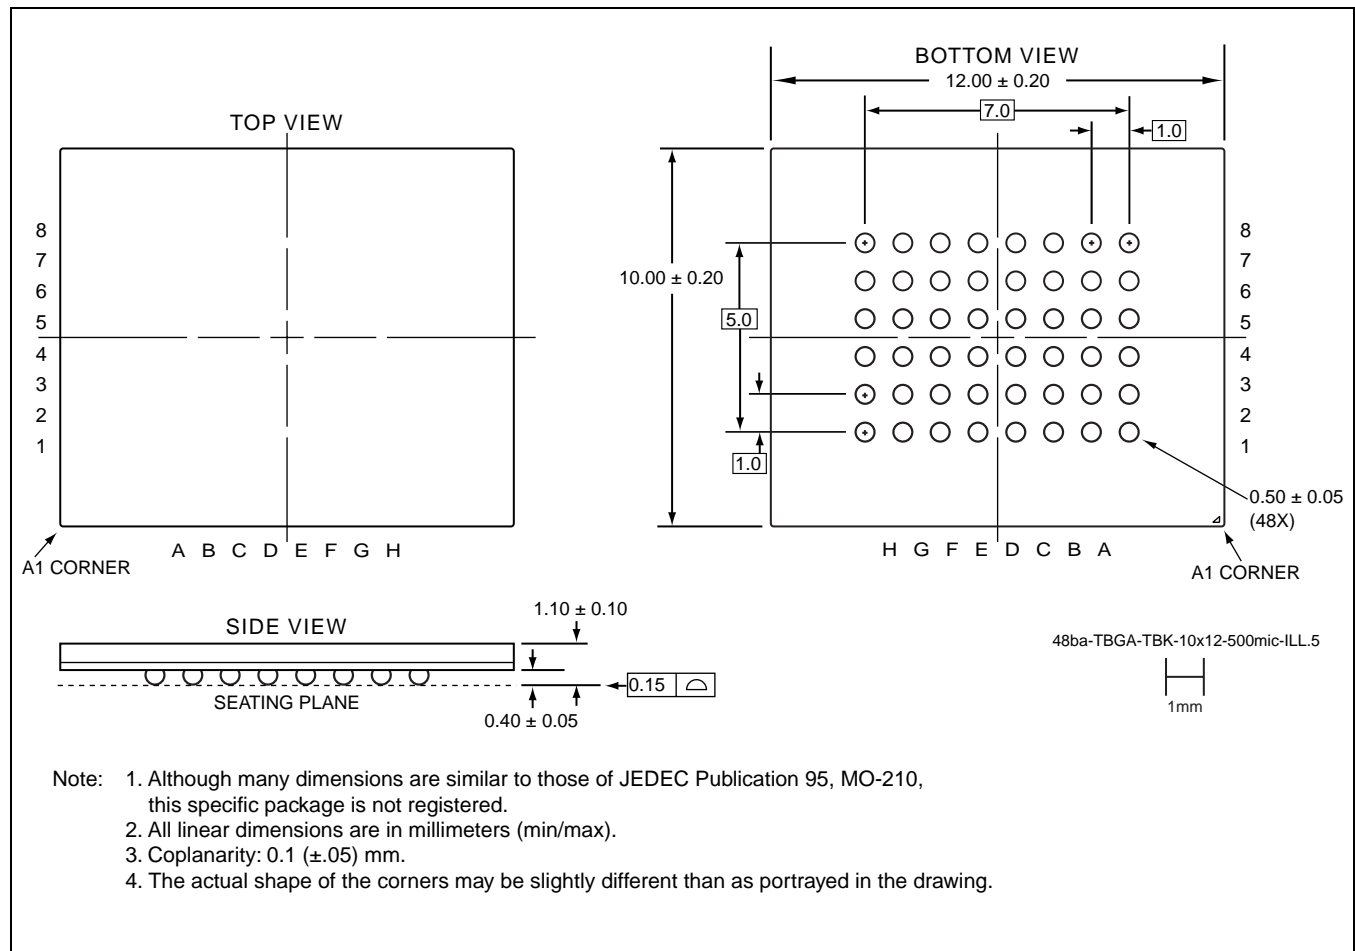 BOTTOM VIEW
12.00 ± 0.20
7.0
1.0
TOP VIEW
8
7
6
5
4
3
2
1
A B C D E F G H
A1 CORNER
10.00 ± 0.20
5.0
1.0
8
7
6
5
4
3
2
1
0.50 ± 0.05
(48X)
H G F E D C B A
A1 CORNER
SIDE VIEW
1.10 ± 0.10
SEATING PLANE
0.15
0.40 ± 0.05
48ba-TBGA-TBK-10x12-500mic-ILL.5
1mm
Note: 1. Although many dimensions are similar to those of JEDEC Publication 95, MO-210,
this specific package is not registered.
2. All linear dimensions are in millimeters (min/max).
3. Coplanarity: 0.1 (±.05) mm.
4. The actual shape of the corners may be slightly different than as portrayed in the drawing.